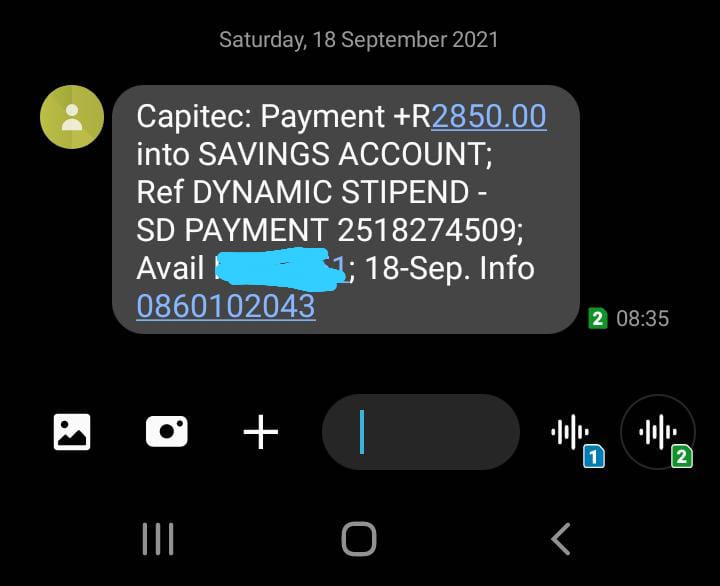 Saturday, 18 September 2021
Capitec: Payment +R2850.00
into SAVINGS ACCOUNT;
Ref DYNAMIC STIPEND -
SD PAYMENT 2518274509;
Avail 1; 18-Sep. Info
0860102043
2 08:35
1
2